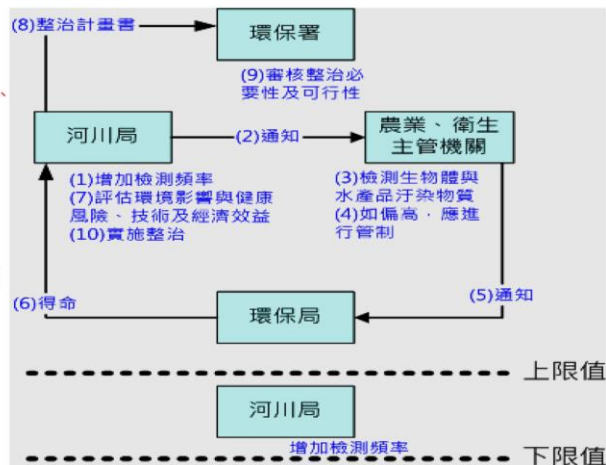 (8)整治計畫書
環保署
(9)審核整治必
要性及可行性
、
河川局
(2)通知
農業、衛生
主管機關
(1)增加檢測頻率
(7)評估環境影響與健康
風險、技術及經濟效益
(10)實施整治
(3)檢測生物體與
水產品汙染物質
(4)如偏高，應進
行管制
(6)得命
環保局
(5)通知
上限值
河川局
增加檢測頻率
下限值